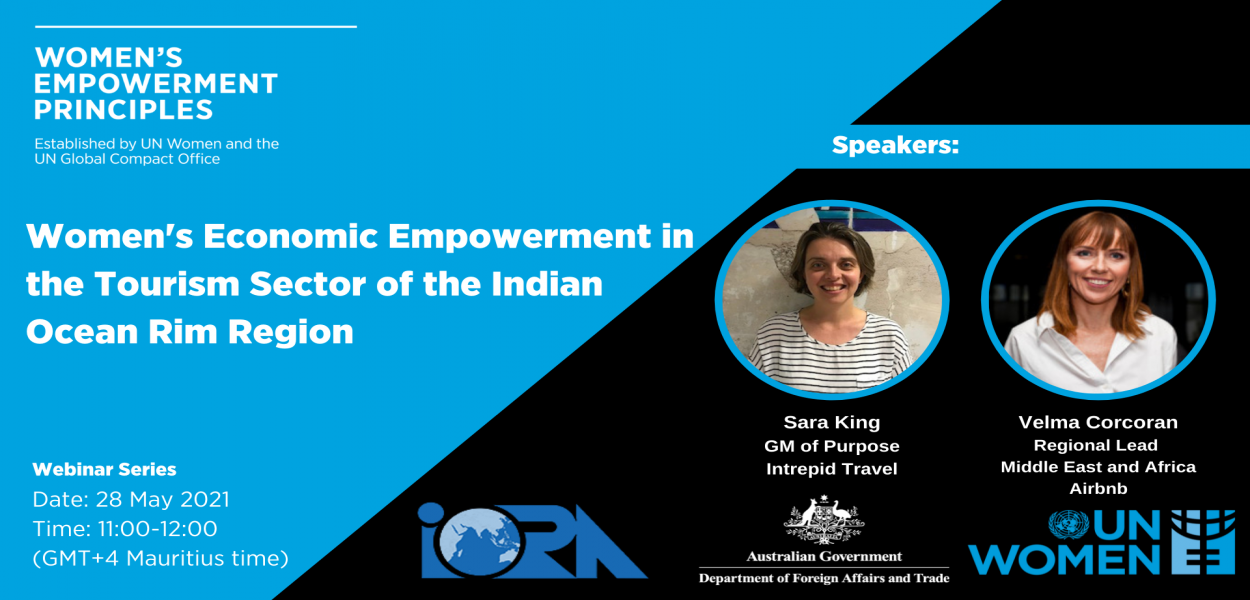 WOMEN'S
EMPOWERMENT
PRINCIPLES
Established by UN Women and the
UN Global Compact Office
Women's Economic Empowerment in
the Tourism Sector of the Indian
Ocean Rim Region
Webinar Series
Date: 28 May 2021
Time: 11:00-12:00
(GMT+4 Mauritius time)
Speakers:
Sara King
GM of Purpose
Intrepid Travel
Velma Corcoran
Regional Lead
Middle East and Africa
Airbnb
iORA
Australian Government
Department of Foreign Affairs and Trade
UN
WOMEN